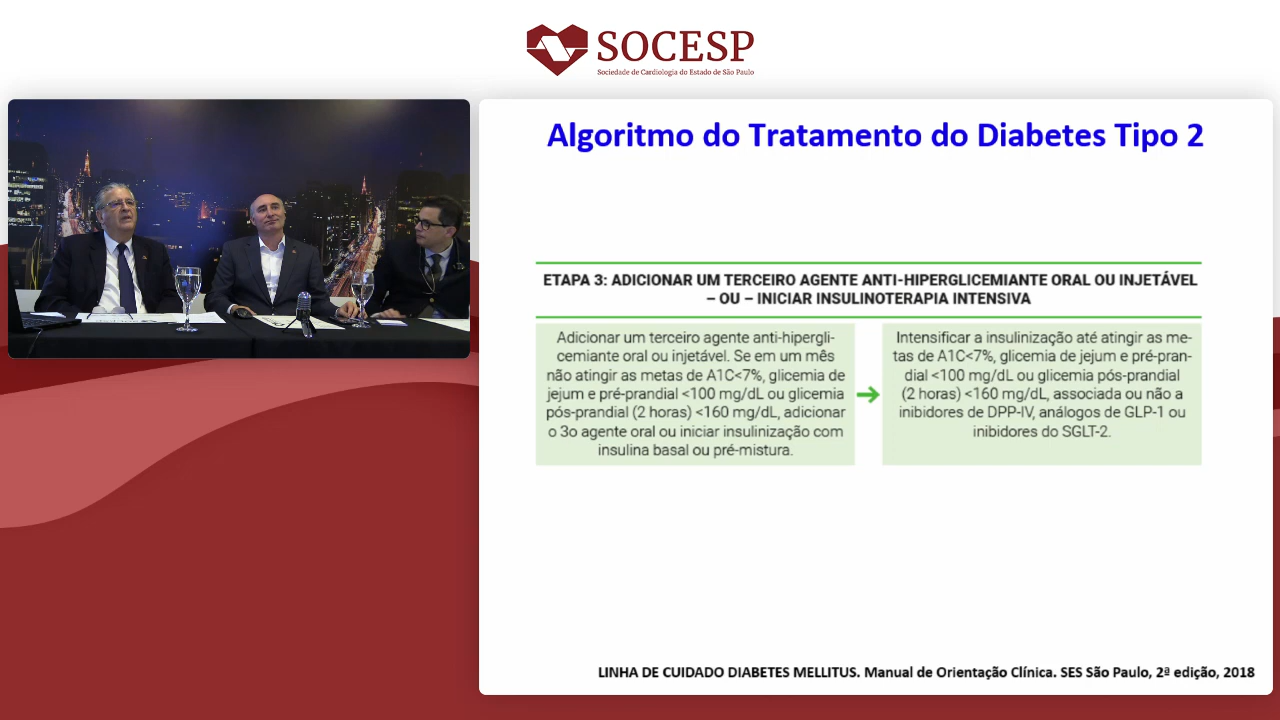 SOCESP
Sociedade de Cardiologia do Estado de São Paulo
Algoritmo do Tratamento do Diabetes Tipo 2
ETAPA 3: ADICIONAR UM TERCEIRO AGENTE ANTI-HIPERGLICEMIANTE ORAL OU INJETÁVEL
– OU – INICIAR INSULINOTERAPIA INTENSIVA
Adicionar um terceiro agente anti-hipergli-
cemiante oral ou injetável. Se em um mês
não atingir as metas de A1C<7%, glicemia de
jejum e pré-prandial <100 mg/dL ou glicemia
pós-prandial (2 horas) <160 mg/dL, adicionar
o 3o agente oral ou iniciar insulinização com
insulina basal ou pré-mistura.
Intensificar a insulinização até atingir as me-
tas de A1C<7%, glicemia de jejum e pré-pran-
dial <100 mg/dL ou glicemia pós-prandial
(2 horas) <160 mg/dL, associada ou não a
inibidores de DPP-IV, análogos de GLP-1 ou
inibidores do SGLT-2.
LINHA DE CUIDADO DIABETES MELLITUS. Manual de Orientação Clínica. SES São Paulo, 2ª edição, 2018